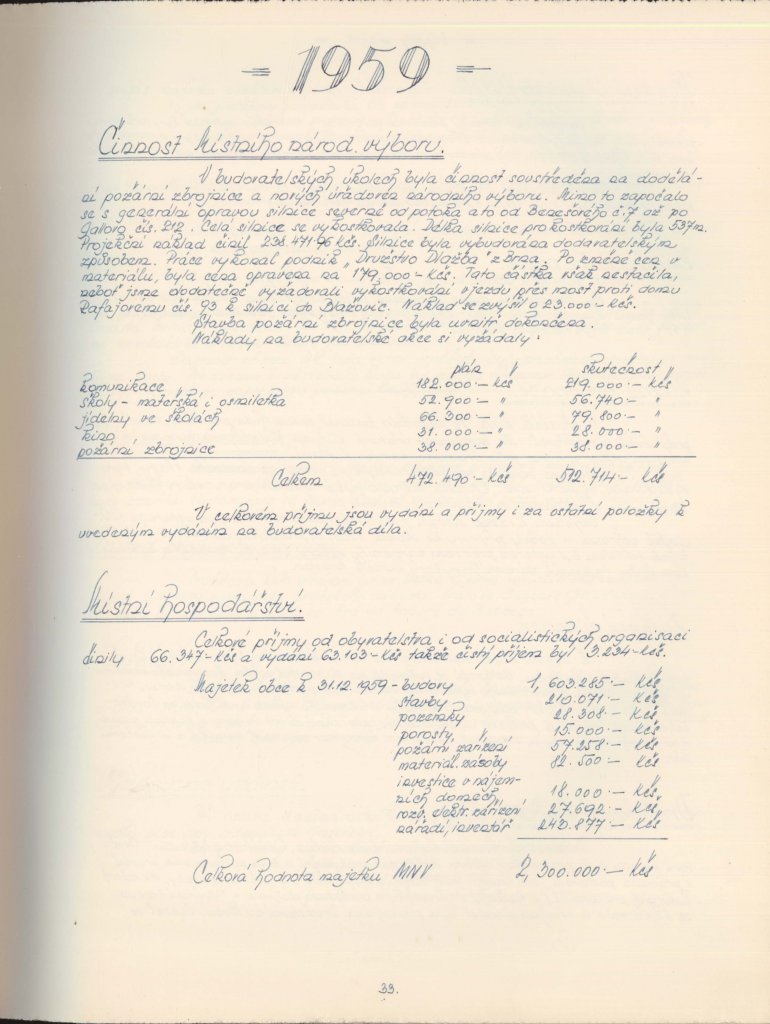 = 1959 =
Činnost Místního národ. výboru.
V budovatelských úkolech byla činnost soustředěna na dodělá 
ní požární zbrojnice a nových úřadoven národního výboru. Mimo to započalo
se s generální opravou silnice severně od potoka a to od Benešového č. 7 až po
Gallovo čís. 212. Celá silnice se vykostkovala. Délka silnice pro kostkování byla 537m.
Projekční náklad činil 238.471·96 Kčs. Silnice byla vybudována dodavatelským
způsobem. Práce vykonal podnik „Družstvo Dlažba" z Brna. Po změně cen v
materiálu, byla cena opravena na 179.000-Kčs. Tato částka však nestačila,
neboť jsme dodatečně vyžadovali vykostkování vjezdu přes most proti domu
Rafajovému čís. 93 k silnici do Blažovic. Náklad se zvýšil o 23.000-Kčs.
Stavba požární zbrojnice byla uvnitř dokončena.
Náklady na budovatelské akce si vyžádaly:
plán skutečnost
komunikace 182.000·— Kčs 219.000·— Kčs
školy - mateřská i osmiletka 52.900·— " 56.740·— "
jídelny ve školách 66.300·— " 79.800·— "
kino 31.000·— " 28.000·— "
požární zbrojnice 38.000·— " 38.000·— "
Celkem 472.490·- Kčs 512.714·- Kčs
V celkovém příjmu jsou vydání a příjmy i za ostatní položky k
uvedeným vydáním na budovatelská díla.
Místní hospodářství.
Celkové příjmy od obyvatelstva i od socialistických organisací
činily 66.347-Kčs a vydání 63.103-Kčs takže čistý příjem byl 3.234-Kčs.
Majetek obce k 31.12.1959 - budovy 1,603.285·— Kčs
stavby 210.071·— Kčs
pozemky 28.308·— Kčs
porosty 15.000·— Kčs
požární zařízení 57.258·— Kčs
materiál. zásoby 82.500·— Kčs
investice v nájem-
ních domech 18.000·— Kčs
rozv. elektr. zařízení 27.692·— Kčs
nářadí, inventář 240.877·— Kčs
Celková hodnota majetku MNV 2,300.000·— Kčs
33.